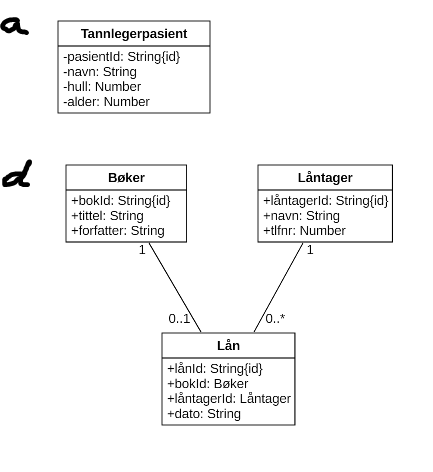 a
Tannlegerpasient
-pasientId: String{id}
-navn: String
-hull: Number
-alder: Number
d
Bøker
+bokId: String{id}
+tittel: String
+forfatter: String
Låntager
+låntagerId: String{id}
+navn: String
+tlfnr: Number
1
1
0..1
0..*
Lån
+lånId: String{id}
+bokId: Bøker
+låntagerId: Låntager
+dato: String